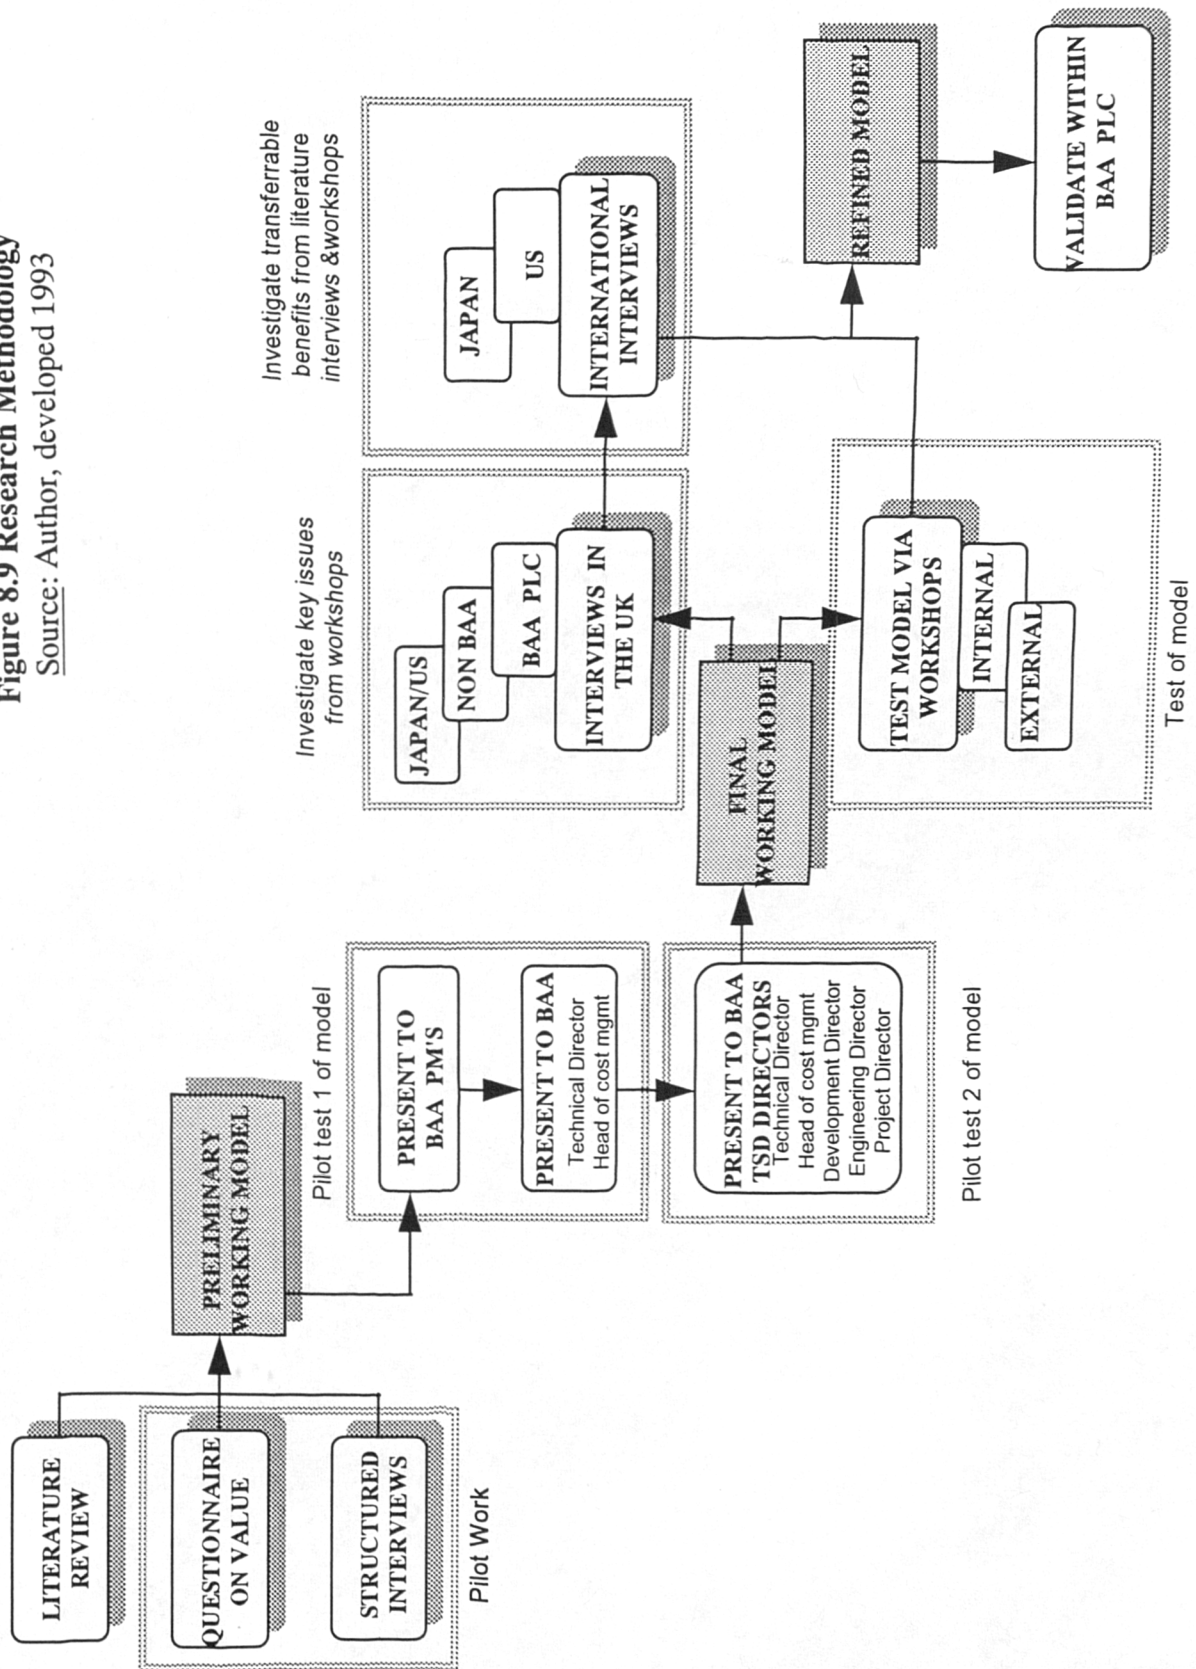 Figure 8.9 Research Methodology
Source: Author, developed 1993
LITERATURE
REVIEW
QUESTIONNAIRE
ON VALUE
STRUCTURED
INTERVIEWS
Pilot Work
PRELIMINARY
WORKING MODEL
Pilot test 1 of model
PRESENT TO
BAA PM'S
PRESENT TO BAA
Technical Director
Head of cost mgmt
PRESENT TO BAA
TSD DIRECTORS
Technical Director
Head of cost mgmt
Development Director
Engineering Director
Project Director
Pilot test 2 of model
FINAL
WORKING MODEL
Investigate key issues
from workshops
JAPAN/US
NON BAA
BAA PLC
INTERVIEWS IN
THE UK
TEST MODEL VIA
WORKSHOPS
INTERNAL
EXTERNAL
Test of model
Investigate transferrable
benefits from literature
interviews &workshops
JAPAN
US
INTERNATIONAL
INTERVIEWS
REFINED MODEL
VALIDATE WITHIN
BAA PLC